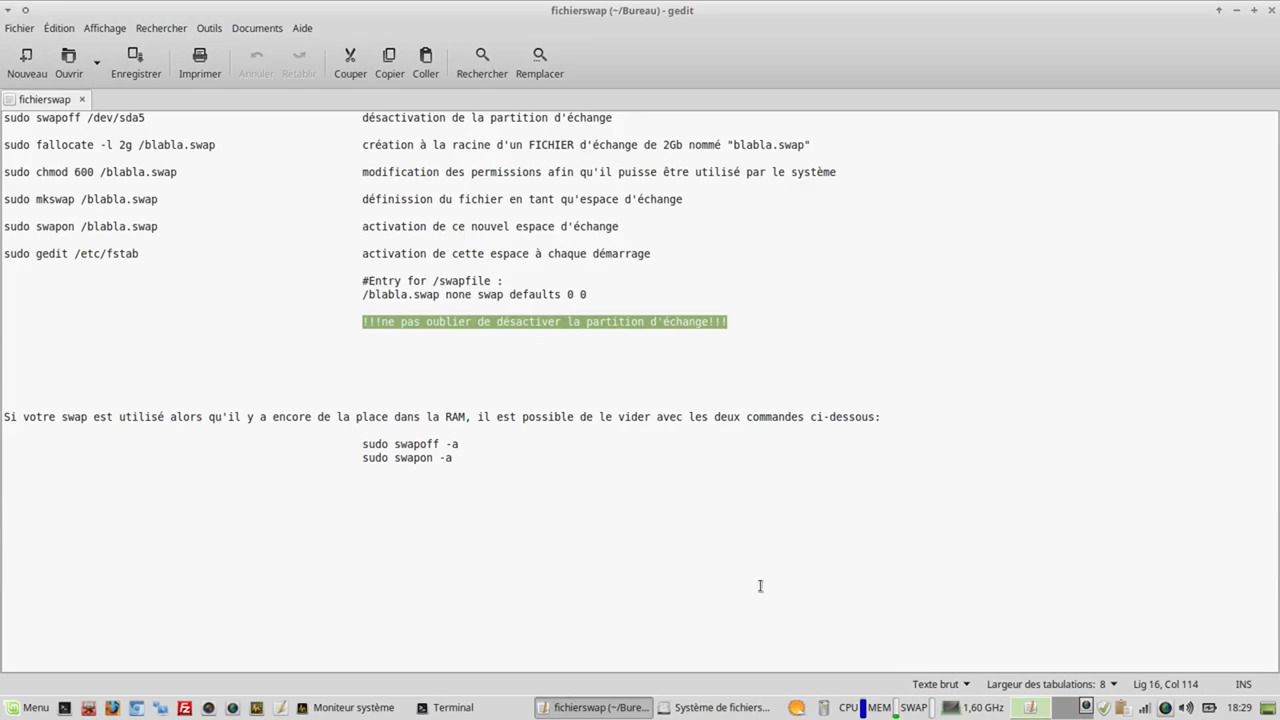 fichierswap (~/Bureau) - gedit
Fichier Édition Affichage Rechercher Outils Documents Aide
Nouveau Ouvrir Enregistrer Imprimer Annuler Rétablir Couper Copier Coller Rechercher Remplacer
fichierswap ×
sudo swapoff /dev/sda5 désactivation de la partition d'échange
sudo fallocate -l 2g /blabla.swap création à la racine d'un FICHIER d'échange de 2Gb nommé "blabla.swap"
sudo chmod 600 /blabla.swap modification des permissions afin qu'il puisse être utilisé par le système
sudo mkswap /blabla.swap définission du fichier en tant qu'espace d'échange
sudo swapon /blabla.swap activation de ce nouvel espace d'échange
sudo gedit /etc/fstab activation de cette espace à chaque démarrage
#Entry for /swapfile :
/blabla.swap none swap defaults 0 0
!!!ne pas oublier de désactiver la partition d'échange!!!
Si votre swap est utilisé alors qu'il y a encore de la place dans la RAM, il est possible de le vider avec les deux commandes ci-dessous:
sudo swapoff -a
sudo swapon -a
Texte brut Largeur des tabulations: 8 Lig 16, Col 114 INS
Menu Moniteur système Terminal fichierswap (~/Bure... Système de fichiers... CPU MEM SWAP 1,60 GHz 18:29